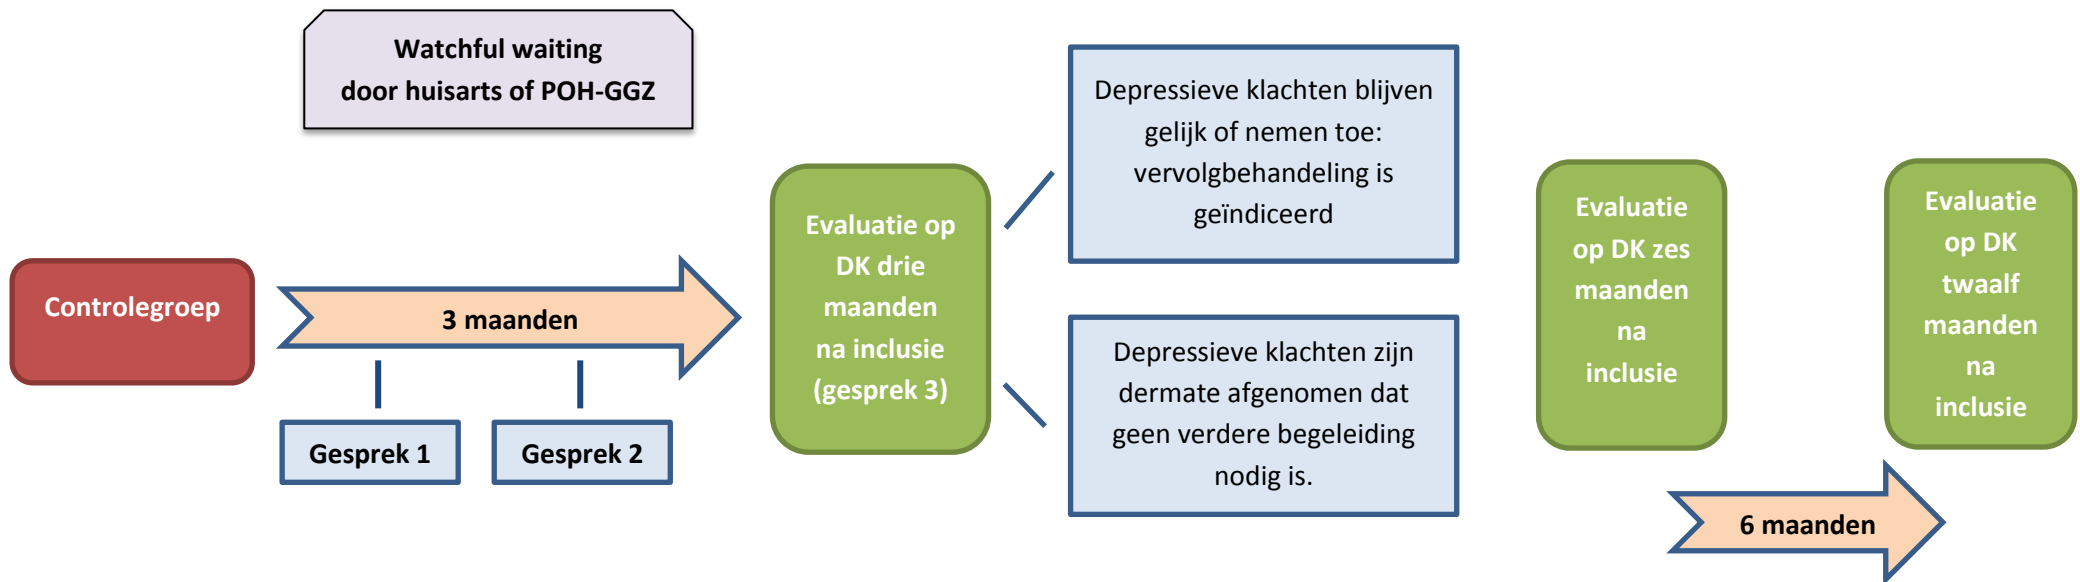 Watchful waiting
door huisarts of POH-GGZ
Controlegroep
3 maanden
Gesprek 1
Gesprek 2
Evaluatie op
DK drie
maanden
na inclusie
(gesprek 3)
Depressieve klachten blijven
gelijk of nemen toe:
vervolgbehandeling is
geïndiceerd
Depressieve klachten zijn
dermate afgenomen dat
geen verdere begeleiding
nodig is.
Evaluatie
op DK zes
maanden
na
inclusie
6 maanden
Evaluatie
op DK
twaalf
maanden
na
inclusie